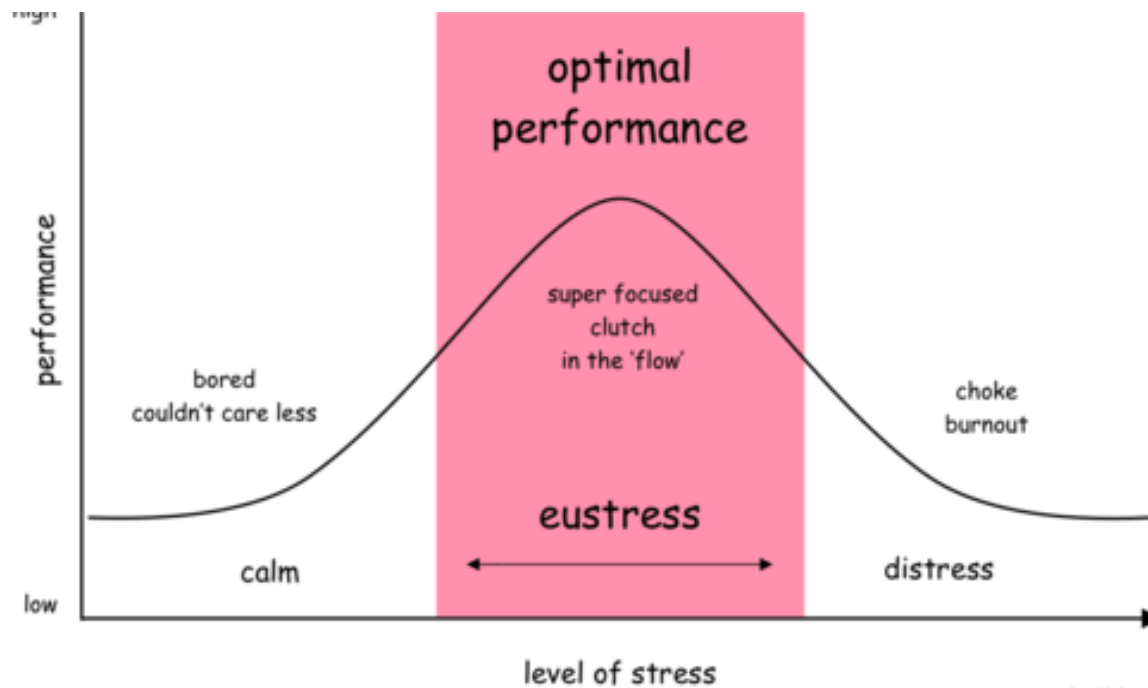 high
optimal
performance
performance
super focused
clutch
in the 'flow'
bored
couldn't care less
choke
burnout
eustress
calm
distress
low
level of stress